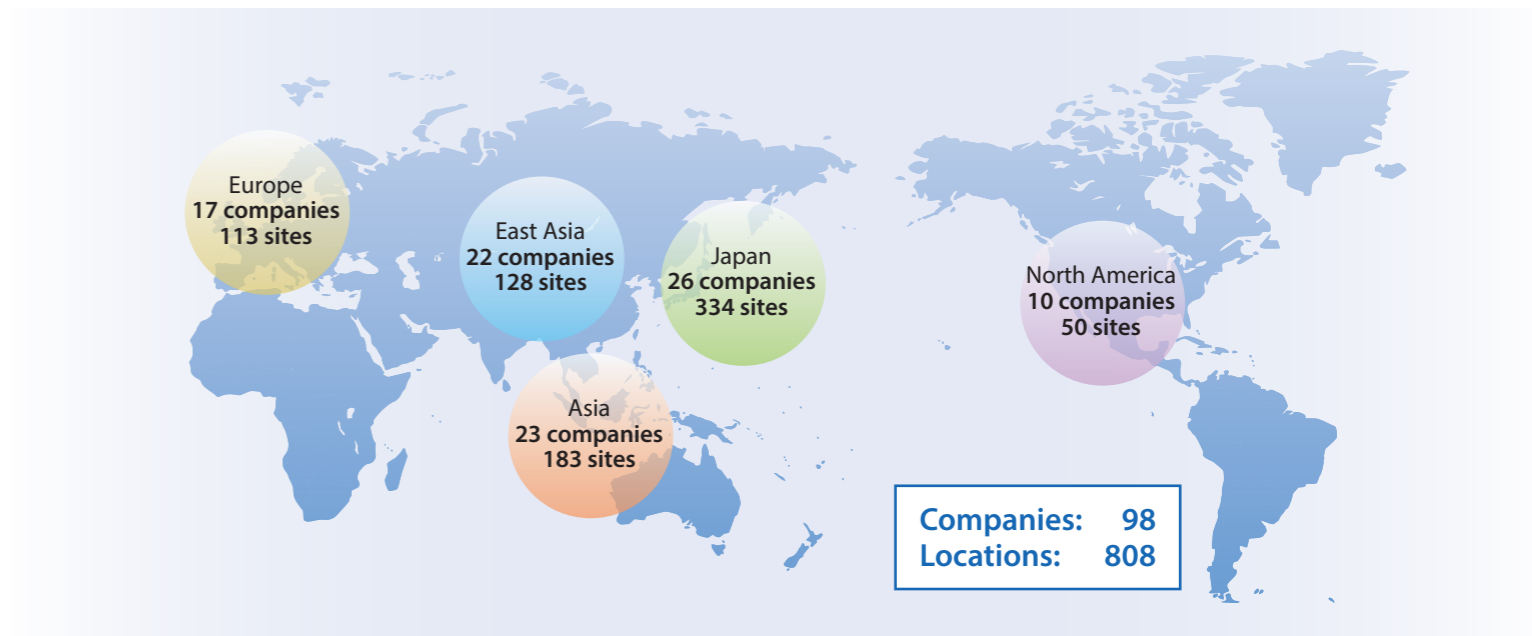 Europe
17 companies
113 sites
East Asia
22 companies
128 sites
Japan
26 companies
334 sites
North America
10 companies
50 sites
Asia
23 companies
183 sites
Companies: 98
Locations: 808